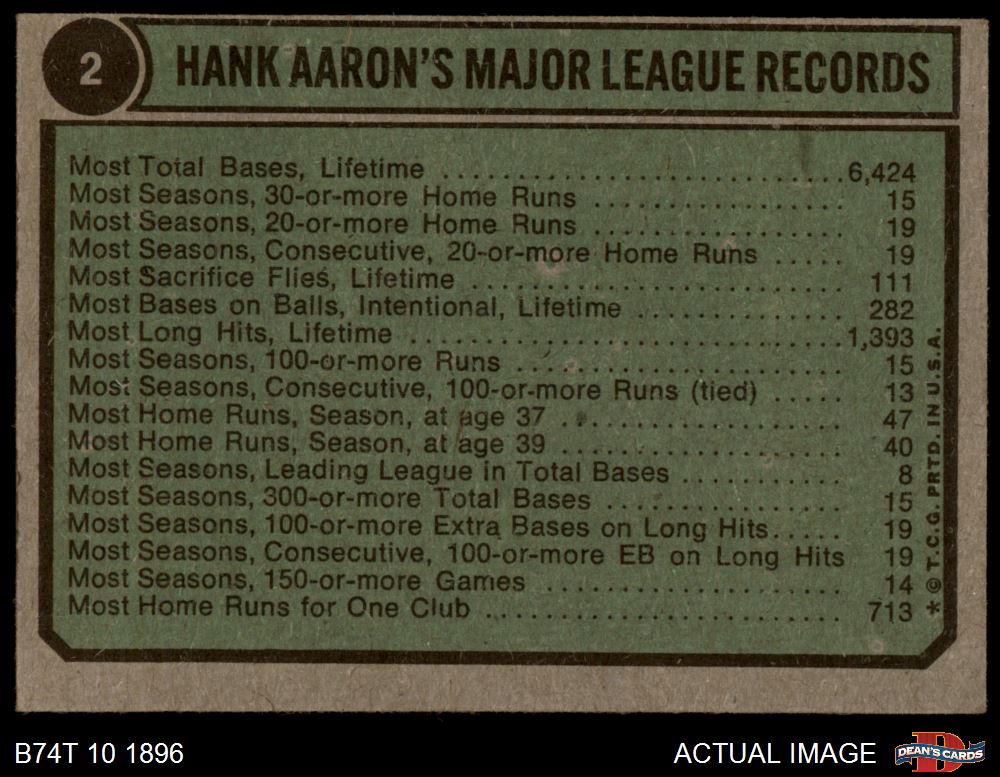 2
HANK AARON'S MAJOR LEAGUE RECORDS
Most Total Bases, Lifetime ............................. 6,424
Most Seasons, 30-or-more Home Runs .................. 15
Most Seasons, 20-or-more Home Runs .................. 19
Most Seasons, Consecutive, 20-or-more Home Runs ..... 19
Most Sacrifice Flies, Lifetime ........................... 111
Most Bases on Balls, Intentional, Lifetime ............... 282
Most Long Hits, Lifetime ................................ 1,393
Most Seasons, 100-or-more Runs ....................... 15
Most Seasons, Consecutive, 100-or-more Runs (tied) ..... 13
Most Home Runs, Season, at age 37 .................... 47
Most Home Runs, Season, at age 39 .................... 40
Most Seasons, Leading League in Total Bases ............ 8
Most Seasons, 300-or-more Total Bases ................. 15
Most Seasons, 100-or-more Extra Bases on Long Hits..... 19
Most Seasons, Consecutive, 100-or-more EB on Long Hits 19
Most Seasons, 150-or-more Games ...................... 14
Most Home Runs for One Club .......................... 713
* © T.C.G. PRTD. IN U.S.A.
B74T 10 1896
ACTUAL IMAGE
DEAN'S CARDS